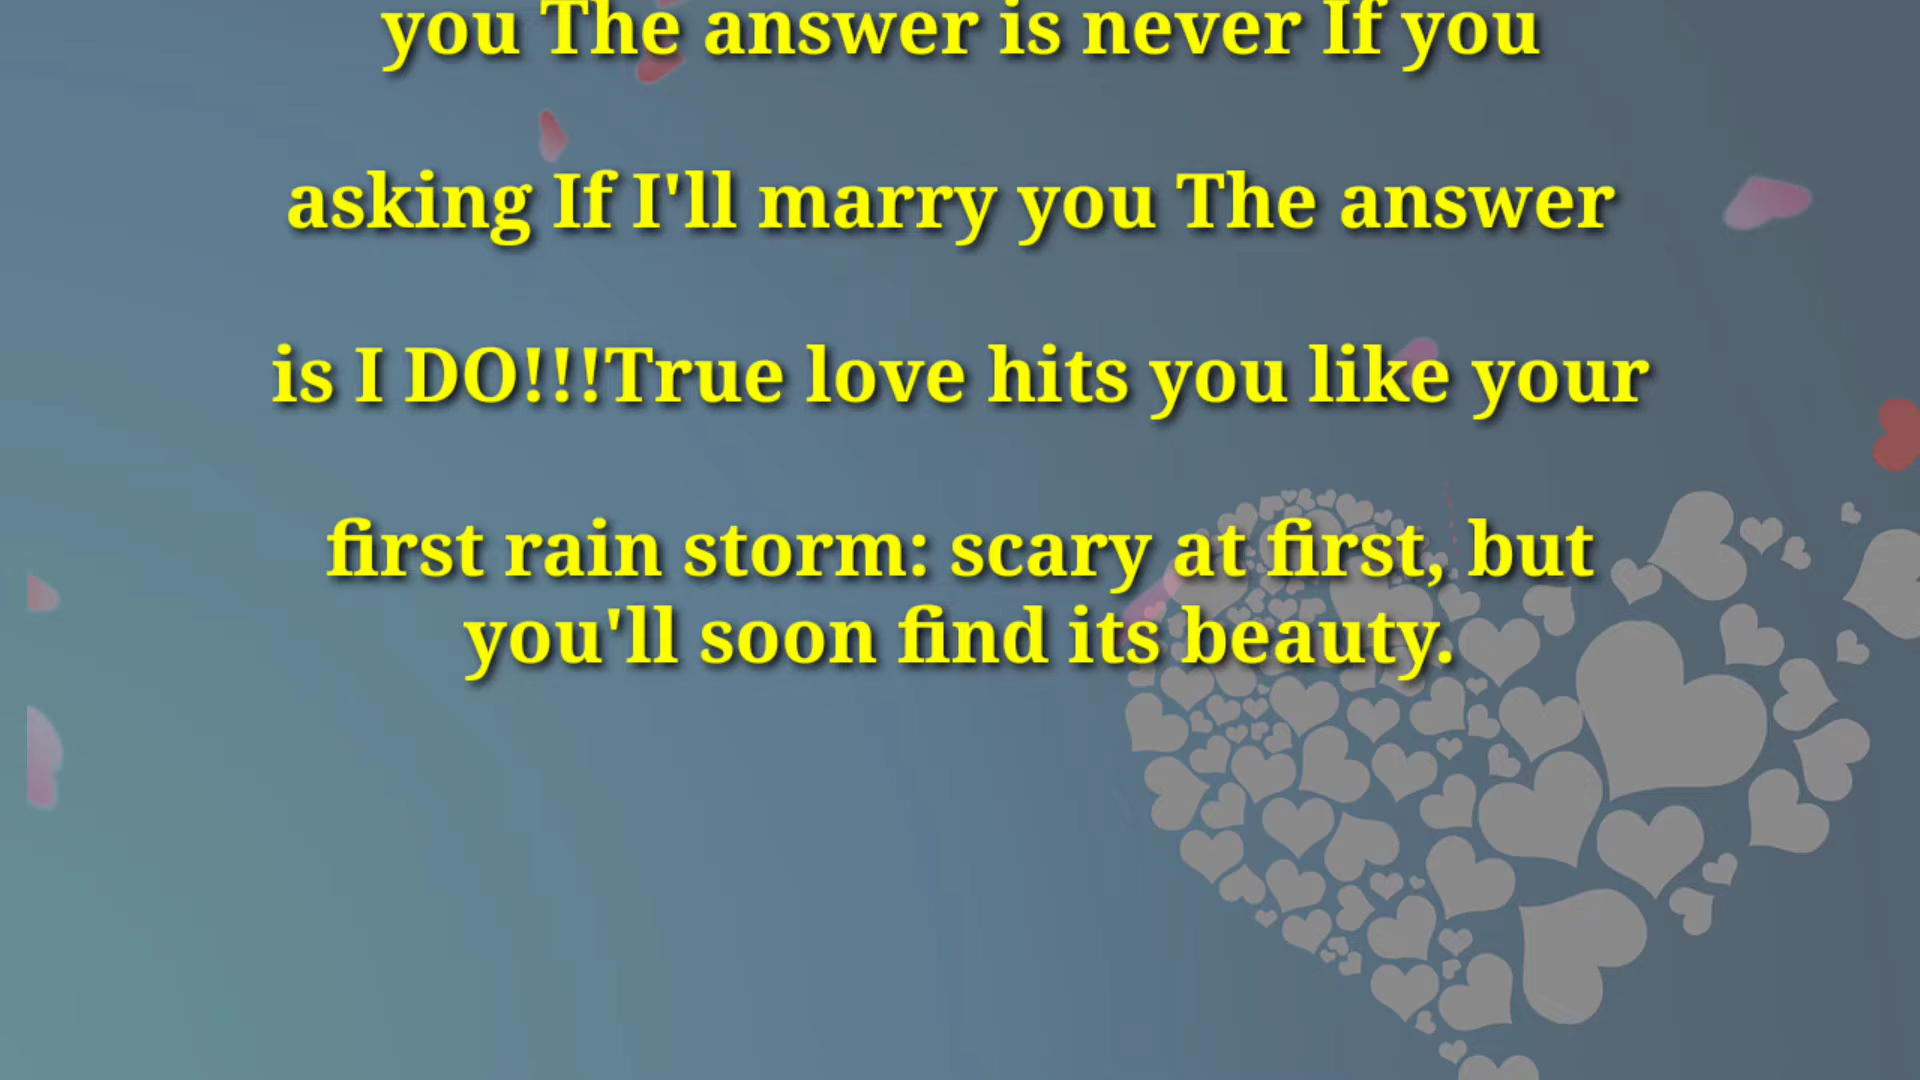 you The answer is never If you
asking If I'll marry you The answer
is I DO!!!True love hits you like your
first rain storm: scary at first, but
you'll soon find its beauty.